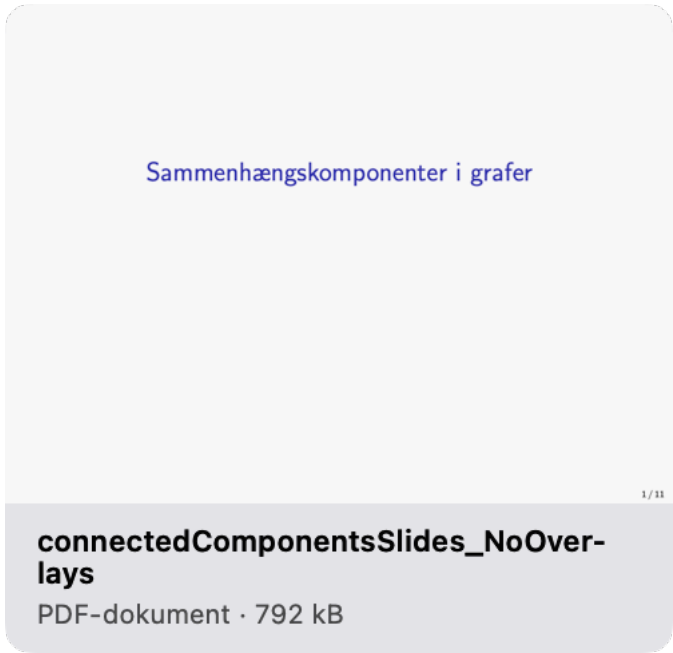 Sammenhængskomponenter i grafer
1/11
connectedComponentsSlides_NoOver-
lays
PDF-dokument · 792 kB